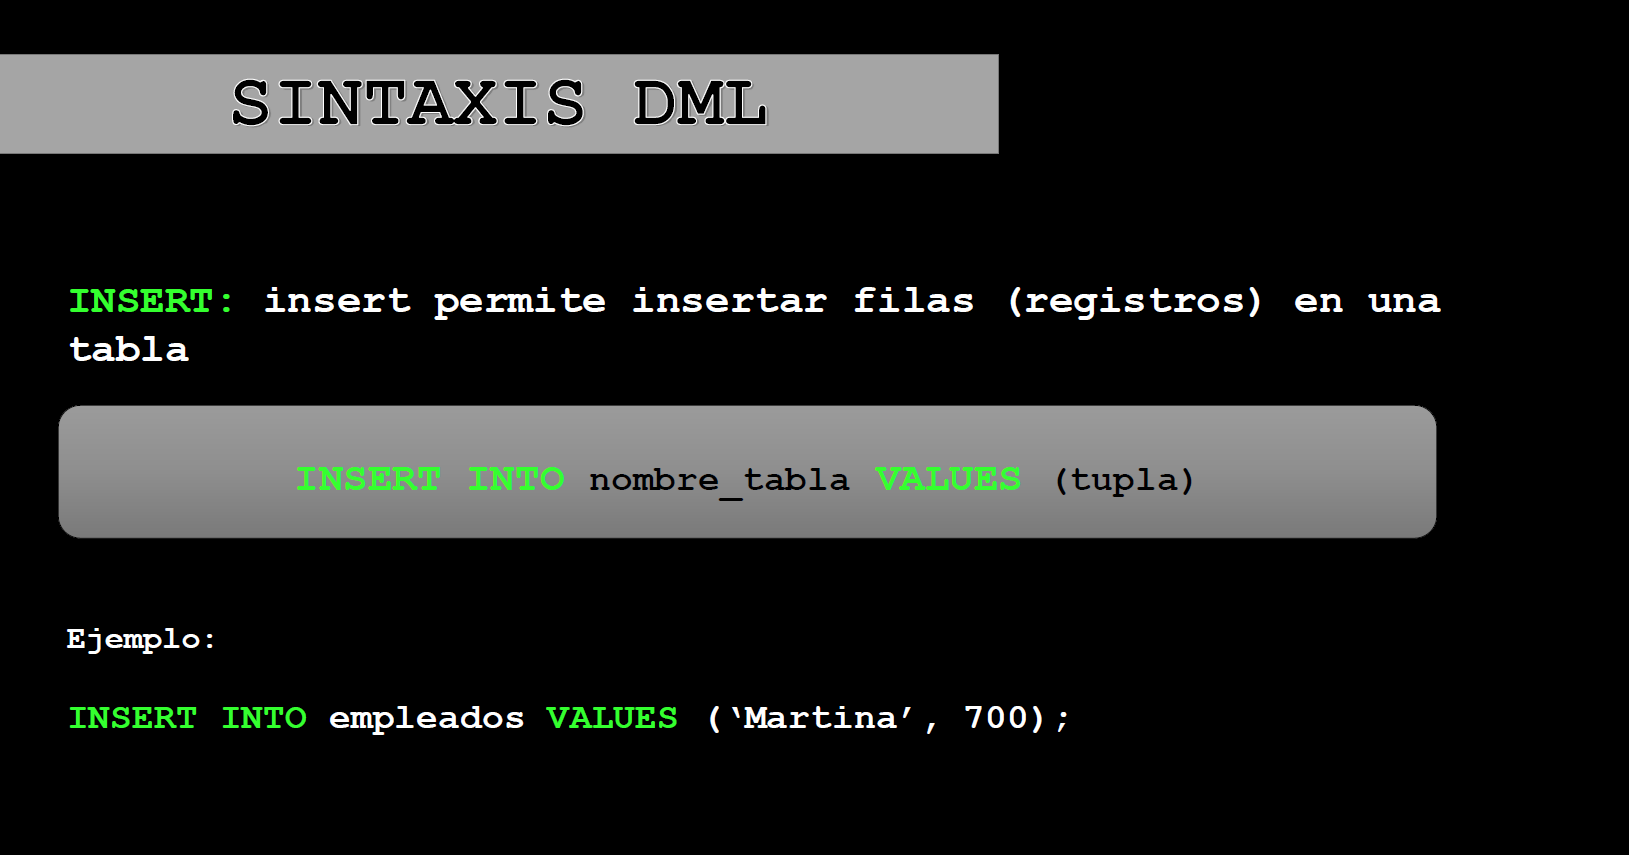 SINTAXIS DML
INSERT: insert permite insertar filas (registros) en una
tabla
INSERT INTO nombre_tabla VALUES (tupla)
Ejemplo:
INSERT INTO empleados VALUES (‘Martina’, 700);